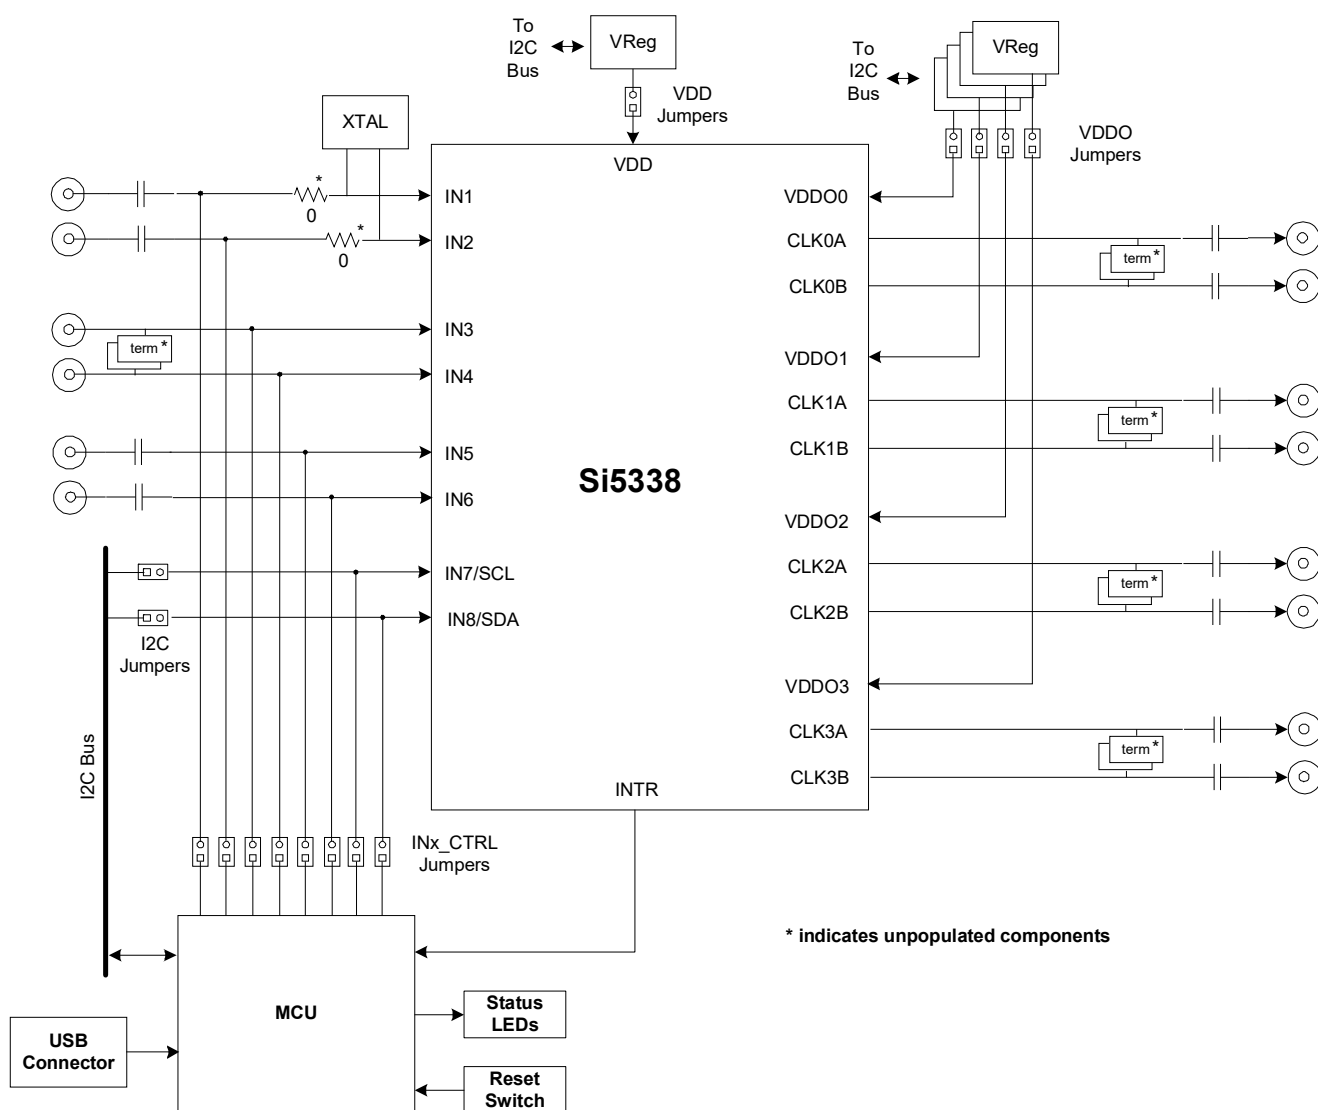 To
I2C
Bus
VReg
VDD
Jumpers
To
I2C
Bus
VReg
VDDO
Jumpers
XTAL
VDD
*
0
IN1
*
0
IN2
IN3
term *
IN4
IN5
IN6
IN7/SCL
IN8/SDA
I2C
Jumpers
I2C Bus
Si5338
VDDO0
CLK0A
term *
CLK0B
VDDO1
CLK1A
term *
CLK1B
VDDO2
CLK2A
term *
CLK2B
VDDO3
CLK3A
term *
CLK3B
INTR
INx_CTRL
Jumpers
* indicates unpopulated components
MCU
Status
LEDs
USB
Connector
Reset
Switch